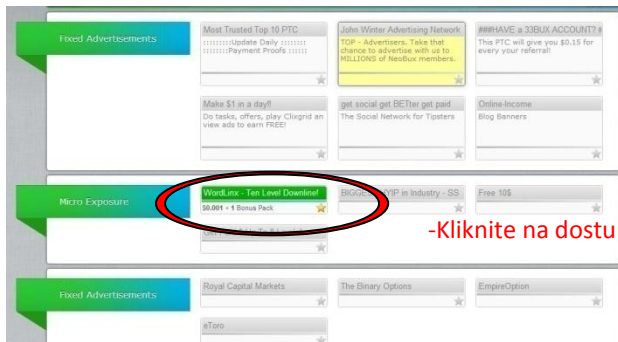 Fixed Advertisements
Most Trusted Top 10 PTC
:::::::::Update Daily ::::::::
::::::::Payment Proofs ::::::
John Winter Advertising Network
TOP - Advertisers. Take that
chance to advertise with us to
MILLIONS of NeoBux members.
###HAVE a 33BUX ACCOUNT? #
This PTC will give you $0.15 for
every your referral!
Make $1 in a day!!
Do tasks, offers, play Clixgrid an
view ads to earn FREE!
get social get BETter get paid
The Social Network for Tipsters
Online-Income
Blog Banners
Micro Exposure
WordLinx - Ten Level Downline!
$0.001 + 1 Bonus Pack
in Industry - SS
Free 10$
-Kliknite na dostu
Fixed Advertisements
Royal Capital Markets
The Binary Options
EmpireOption
eToro